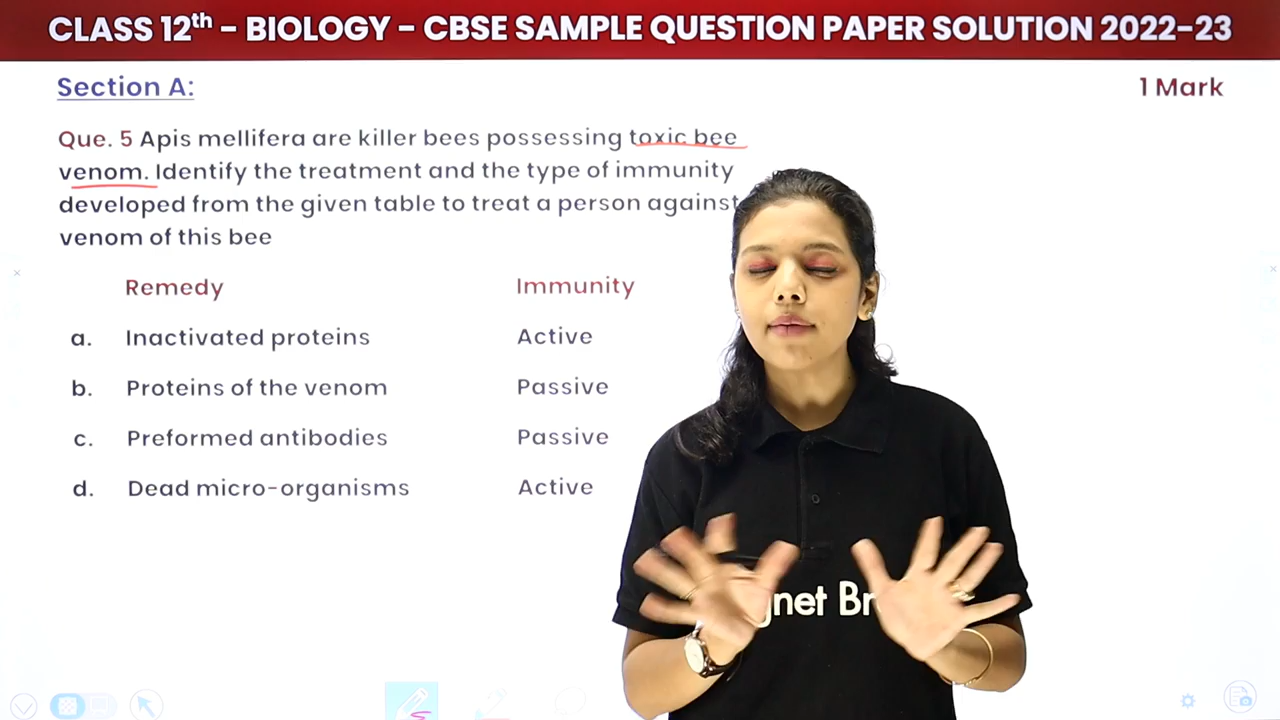 CLASS 12th - BIOLOGY - CBSE SAMPLE QUESTION PAPER SOLUTION 2022-23
Section A:
1 Mark
Que. 5 Apis mellifera are killer bees possessing toxic bee
venom. Identify the treatment and the type of immunity
developed from the given table to treat a person against
venom of this bee
Remedy Immunity
a. Inactivated proteins Active
b. Proteins of the venom Passive
c. Preformed antibodies Passive
d. Dead micro-organisms Active